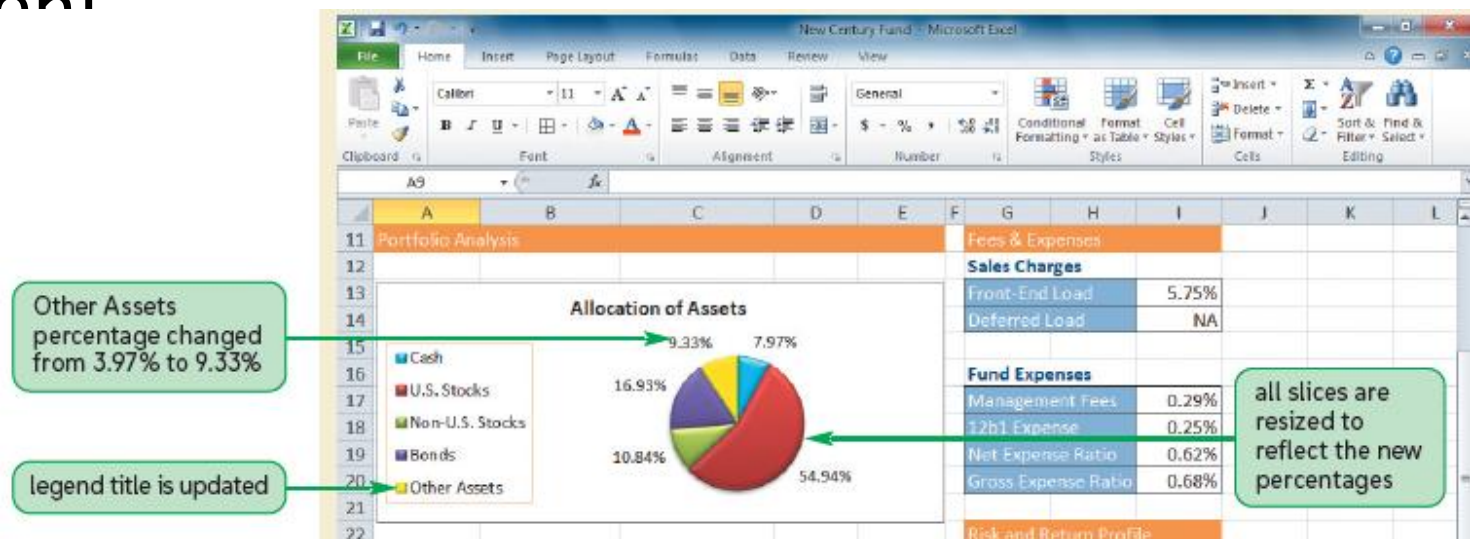 New Century Fund - Microsoft Excel
File Home Insert Page Layout Formulas Data Review View
Paste
Calibri 11 A A
General
B I U A
$ - % ,
Conditional Formatting
Format as Table
Cell Styles
Insert
Delete
Format
Σ
Sort & Filter
Find & Select
Clipboard Font Alignment Number Styles Cells Editing
A9 fx
A B C D E F G H I J K L
11 Portfolio Analysis Fees & Expenses
12 Sales Charges
13 Front-End Load 5.75%
14 Deferred Load NA
15
16 Fund Expenses
17 Management Fees 0.29%
18 12b1 Expense 0.25%
19 Net Expense Ratio 0.62%
20 Gross Expense Ratio 0.68%
21
22 Risk and Return Profile
Allocation of Assets
9.33% 7.97%
16.93%
10.84%
54.94%
Cash
U.S. Stocks
Non-U.S. Stocks
Bonds
Other Assets
Other Assets
percentage changed
from 3.97% to 9.33%
legend title is updated
all slices are
resized to
reflect the new
percentages